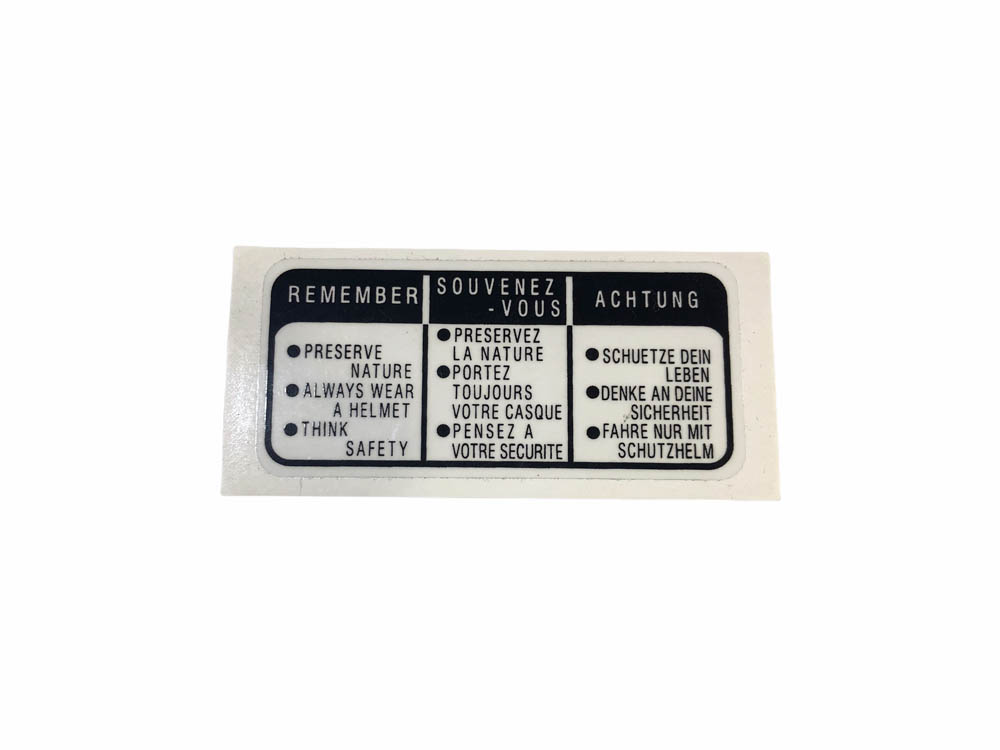 REMEMBER
● PRESERVE
NATURE
● ALWAYS WEAR
A HELMET
● THINK
SAFETY
SOUVENEZ
-VOUS
● PRESERVEZ
LA NATURE
● PORTEZ
TOUJOURS
VOTRE CASQUE
● PENSEZ A
VOTRE SECURITE
ACHTUNG
● SCHUETZE DEIN
LEBEN
● DENKE AN DEINE
SICHERHEIT
● FAHRE NUR MIT
SCHUTZHELM